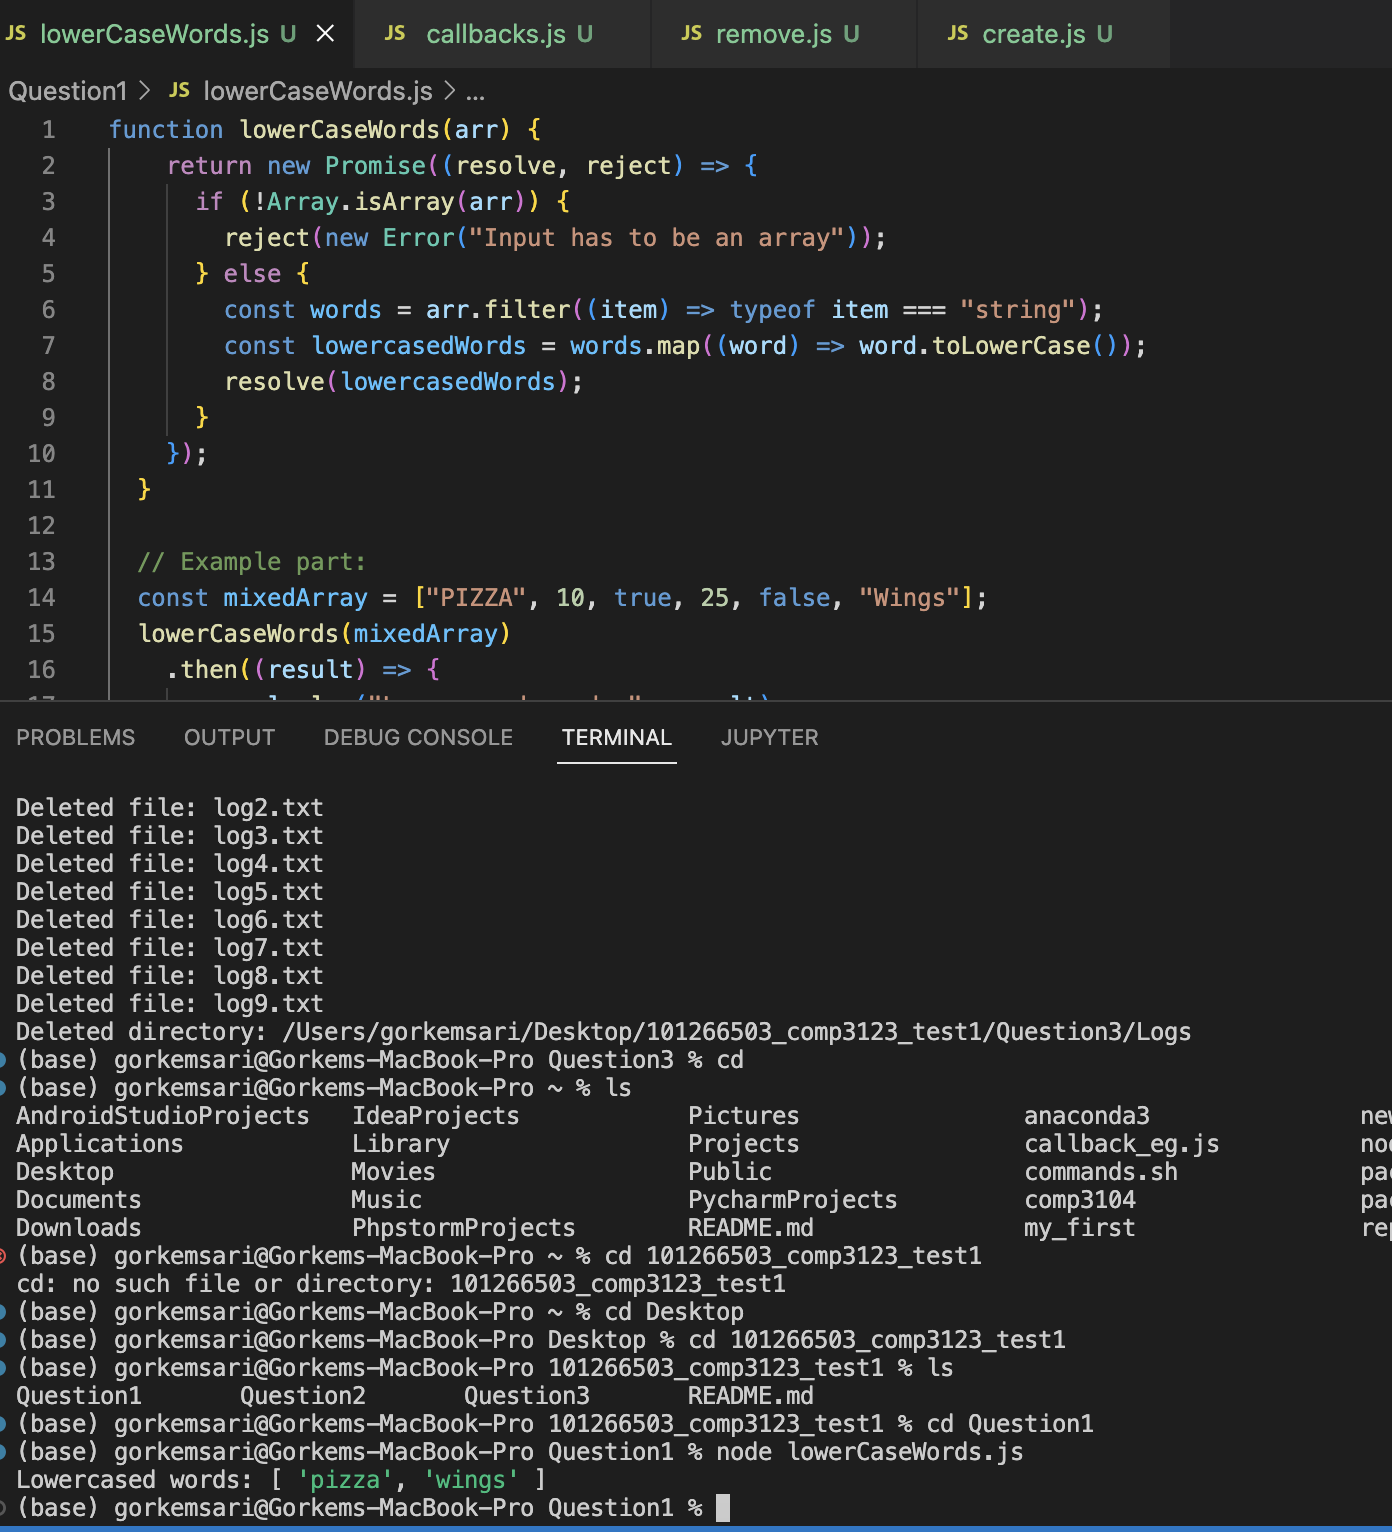 JS lowerCaseWords.js U × JS callbacks.js U JS remove.js U JS create.js U
Question1 > JS lowerCaseWords.js > ...
1 function lowerCaseWords(arr) {
2 return new Promise((resolve, reject) => {
3 if (!Array.isArray(arr)) {
4 reject(new Error("Input has to be an array"));
5 } else {
6 const words = arr.filter((item) => typeof item === "string");
7 const lowercasedWords = words.map((word) => word.toLowerCase());
8 resolve(lowercasedWords);
9 }
10 });
11 }
12
13 // Example part:
14 const mixedArray = ["PIZZA", 10, true, 25, false, "Wings"];
15 lowerCaseWords(mixedArray)
16 .then((result) => {
PROBLEMS OUTPUT DEBUG CONSOLE TERMINAL JUPYTER
Deleted file: log2.txt
Deleted file: log3.txt
Deleted file: log4.txt
Deleted file: log5.txt
Deleted file: log6.txt
Deleted file: log7.txt
Deleted file: log8.txt
Deleted file: log9.txt
Deleted directory: /Users/gorkemsari/Desktop/101266503_comp3123_test1/Question3/Logs
(base) gorkemsari@Gorkems-MacBook-Pro Question3 % cd
(base) gorkemsari@Gorkems-MacBook-Pro ~ % ls
AndroidStudioProjects IdeaProjects Pictures anaconda3
Applications Library Projects callback_eg.js
Desktop Movies Public commands.sh
Documents Music PycharmProjects comp3104
Downloads PhpstormProjects README.md my_first
(base) gorkemsari@Gorkems-MacBook-Pro ~ % cd 101266503_comp3123_test1
cd: no such file or directory: 101266503_comp3123_test1
(base) gorkemsari@Gorkems-MacBook-Pro ~ % cd Desktop
(base) gorkemsari@Gorkems-MacBook-Pro Desktop % cd 101266503_comp3123_test1
(base) gorkemsari@Gorkems-MacBook-Pro 101266503_comp3123_test1 % ls
Question1 Question2 Question3 README.md
(base) gorkemsari@Gorkems-MacBook-Pro 101266503_comp3123_test1 % cd Question1
(base) gorkemsari@Gorkems-MacBook-Pro Question1 % node lowerCaseWords.js
Lowercased words: [ 'pizza', 'wings' ]
(base) gorkemsari@Gorkems-MacBook-Pro Question1 %